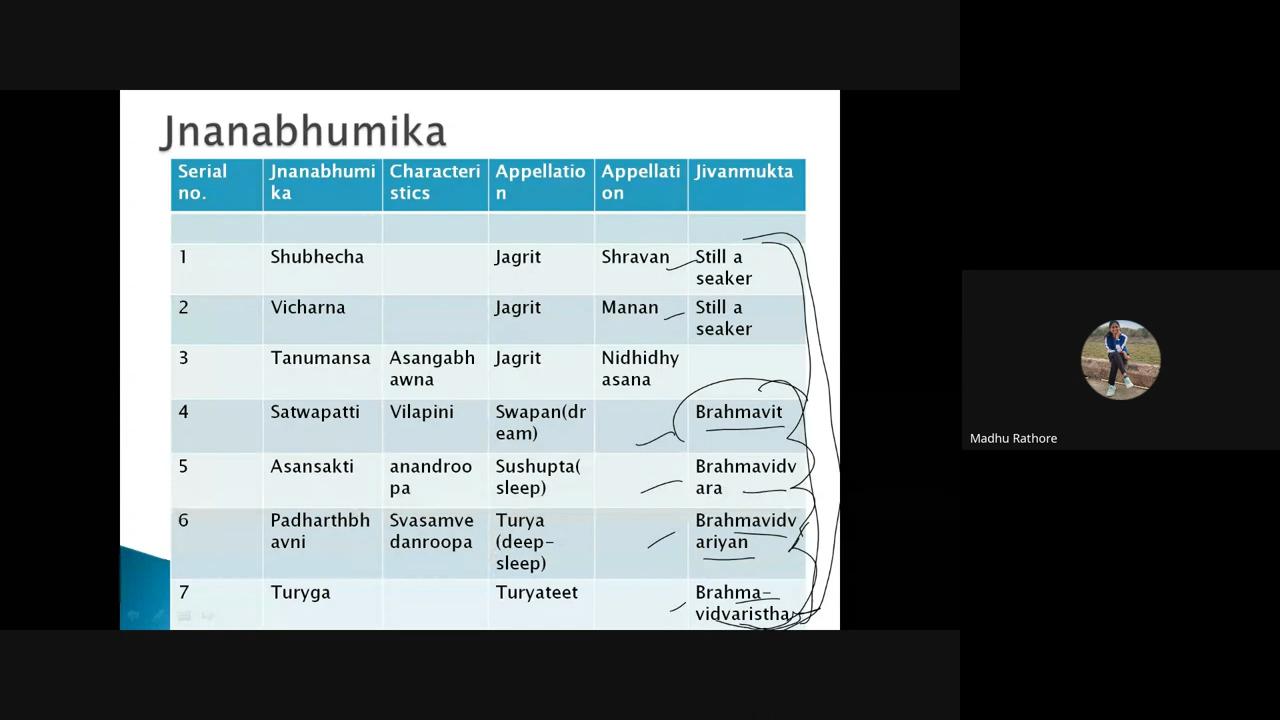 Jnanabhumika
Serial no. Jnanabhumi ka Characteri stics Appellatio n Appellati on Jivanmukta
1 Shubhecha Jagrit Shravan Still a seaker
2 Vicharna Jagrit Manan Still a seaker
3 Tanumansa Asangabh awna Jagrit Nidhidhy asana
4 Satwapatti Vilapini Swapan(dr eam) Brahmavit
5 Asansakti anandroo pa Sushupta( sleep) Brahmavidv ara
6 Padharthbh avni Svasamve danroopa Turya (deep- sleep) Brahmavidv ariyan
7 Turyga Turyateet Brahma- vidvaristha
Madhu Rathore